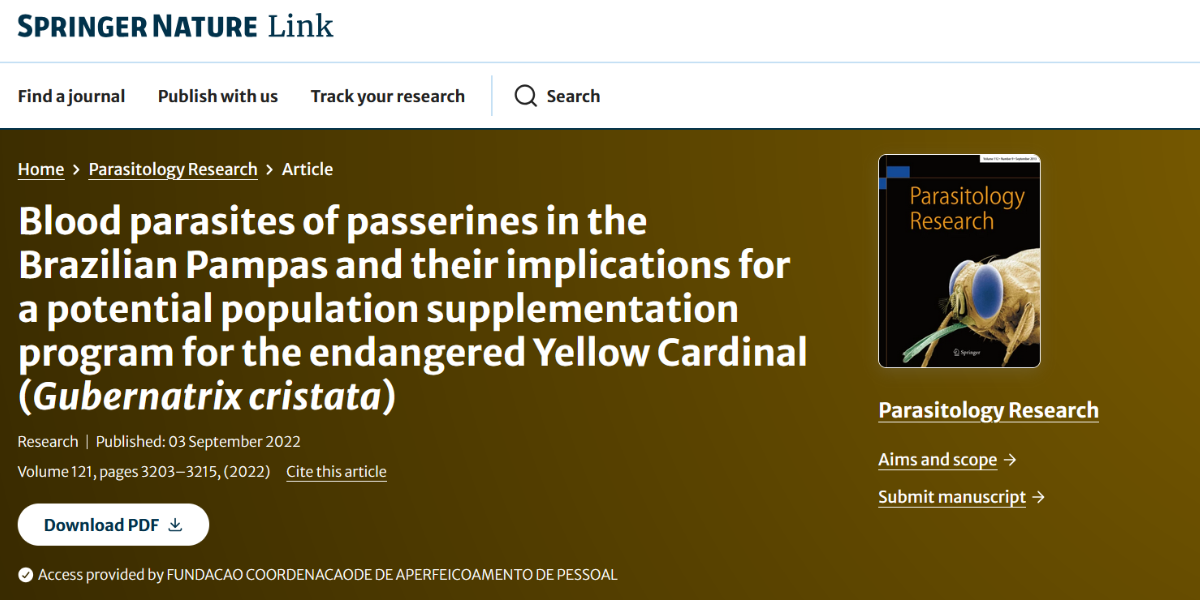 SPRINGER NATURE Link
Find a journal Publish with us Track your research Search
Home > Parasitology Research > Article
Blood parasites of passerines in the
Brazilian Pampas and their implications for
a potential population supplementation
program for the endangered Yellow Cardinal
(Gubernatrix cristata)
Research | Published: 03 September 2022
Volume 121, pages 3203–3215, (2022) Cite this article
Download PDF
Access provided by FUNDACAO COORDENACAODE DE APERFEICOAMENTO DE PESSOAL
Parasitology
Research
Springer
Parasitology Research
Aims and scope →
Submit manuscript →